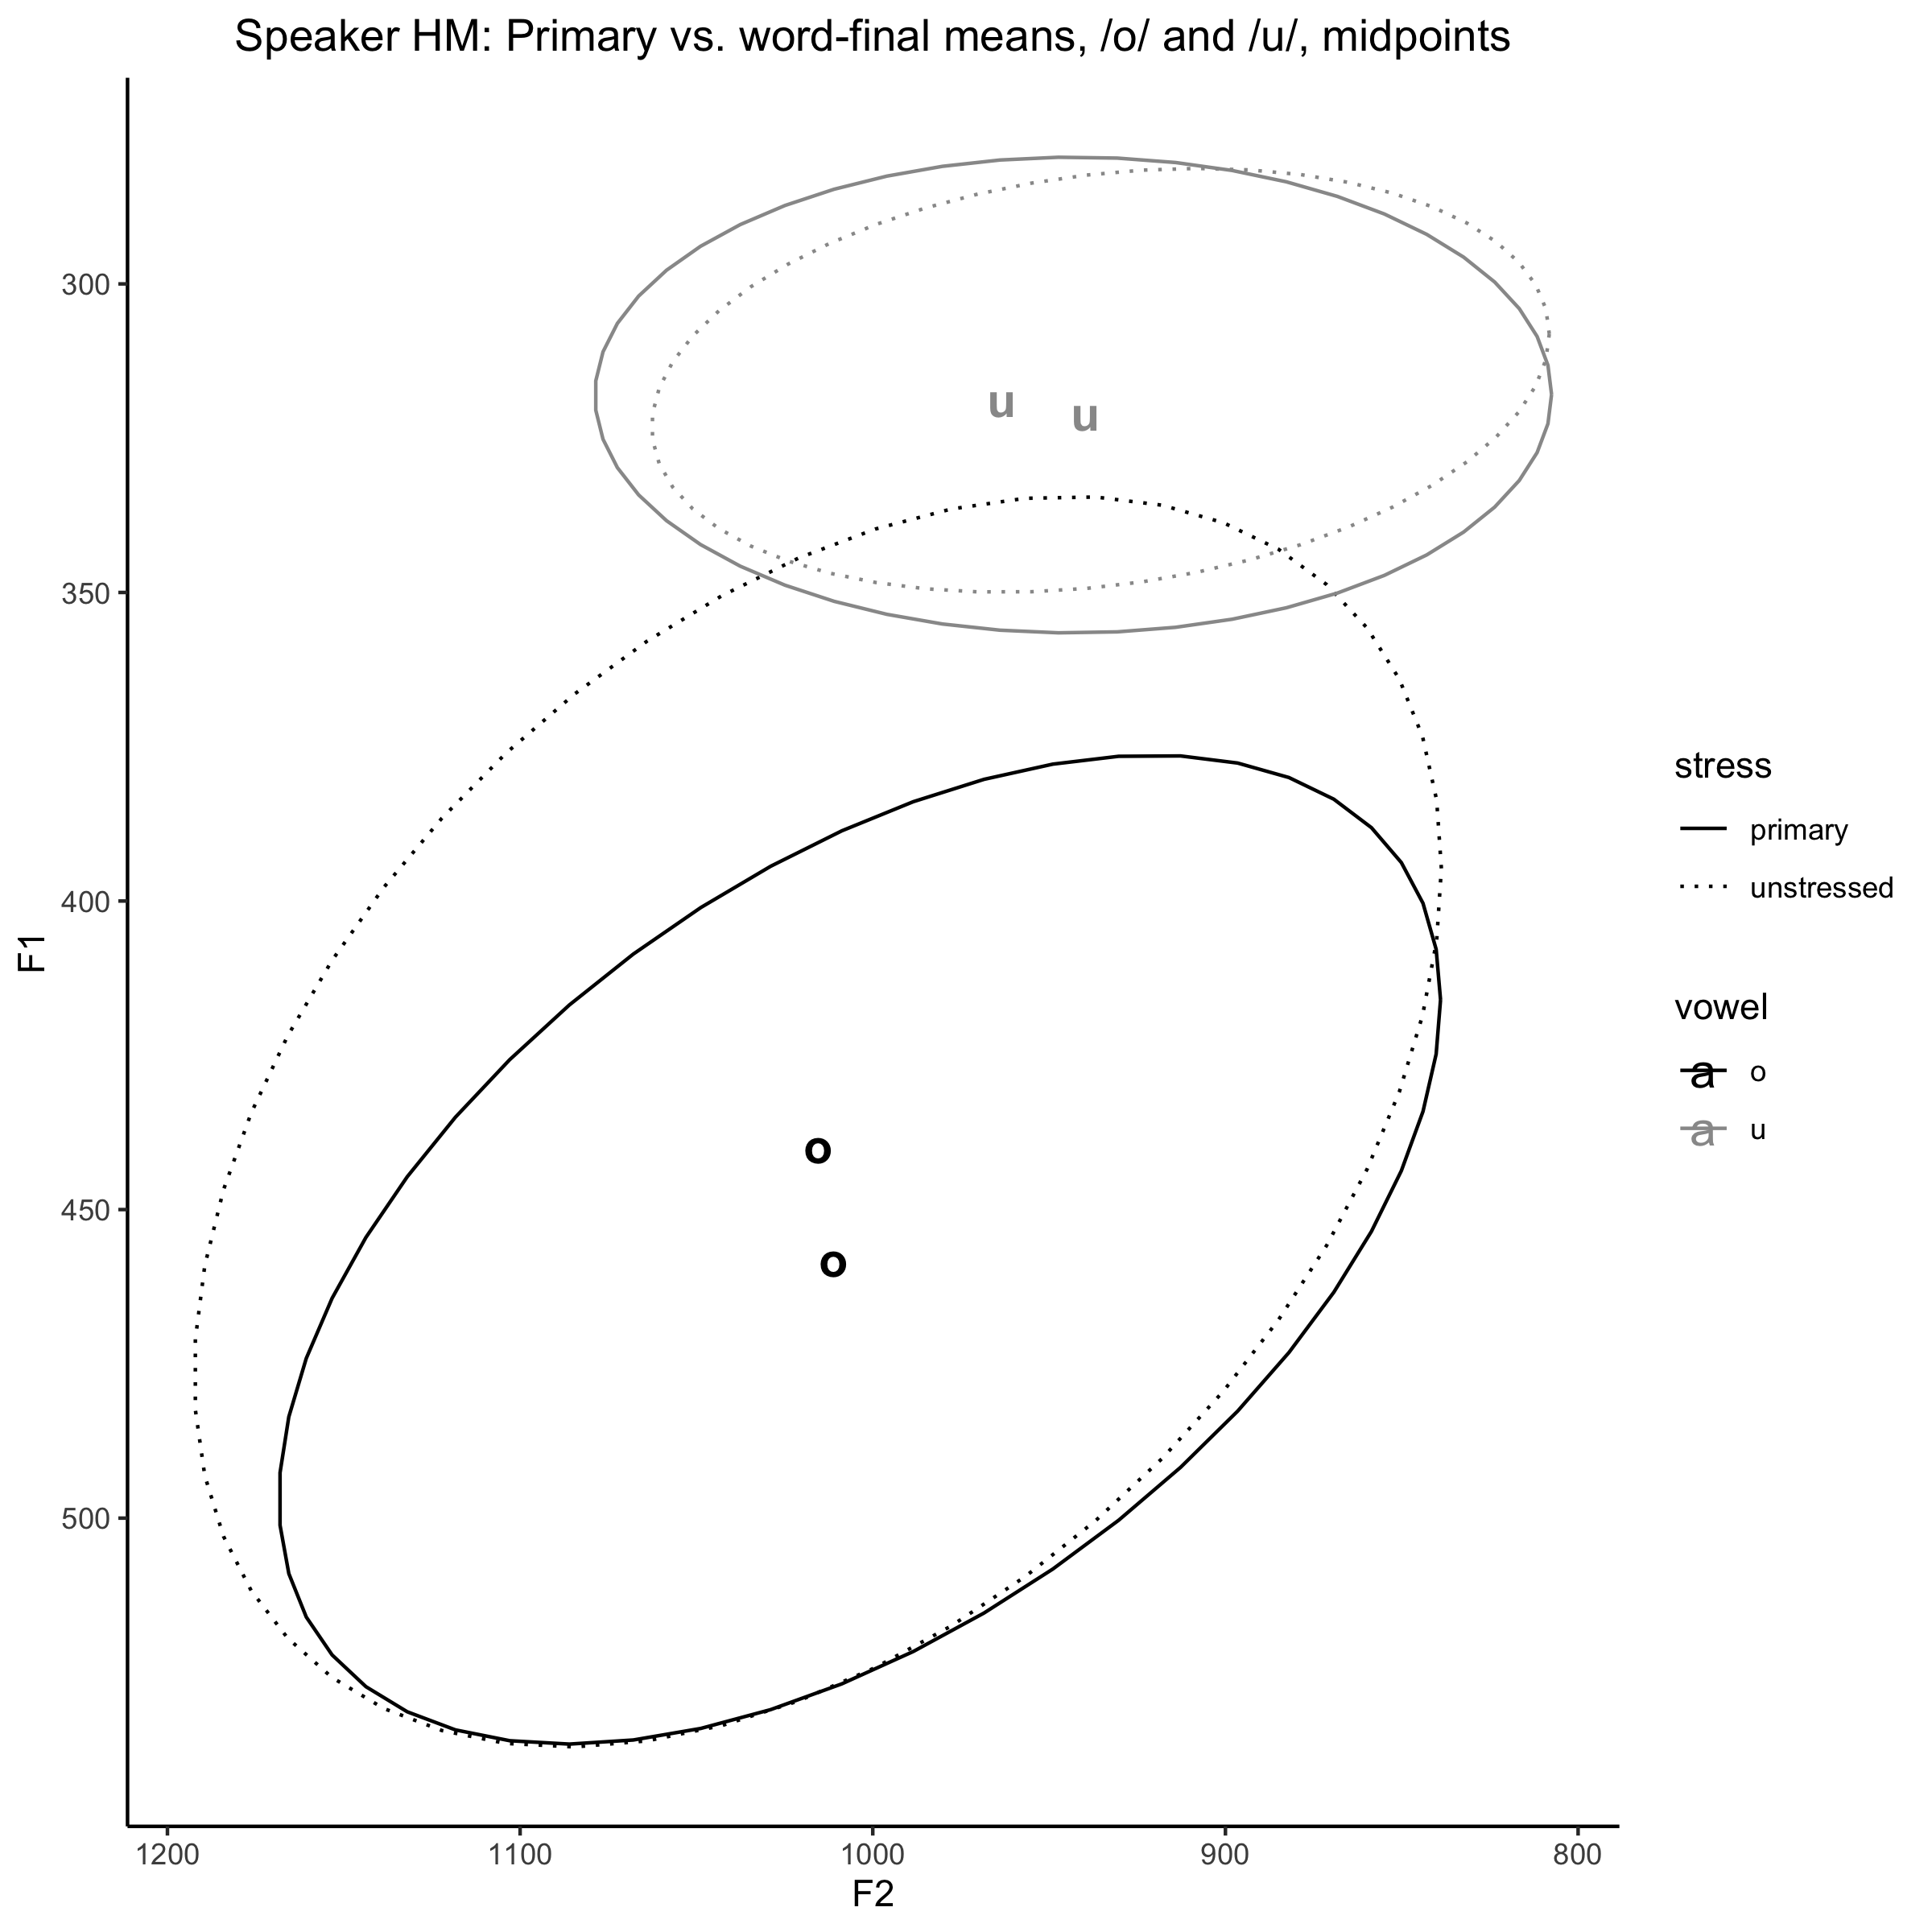 Speaker HM: Primary vs. word-final means, /o/ and /u/, midpoints
F1
300
350
400
450
500
u
u
o
o
1200
1100
1000
900
800
F2
stress
primary
unstressed
vowel
a o
a u